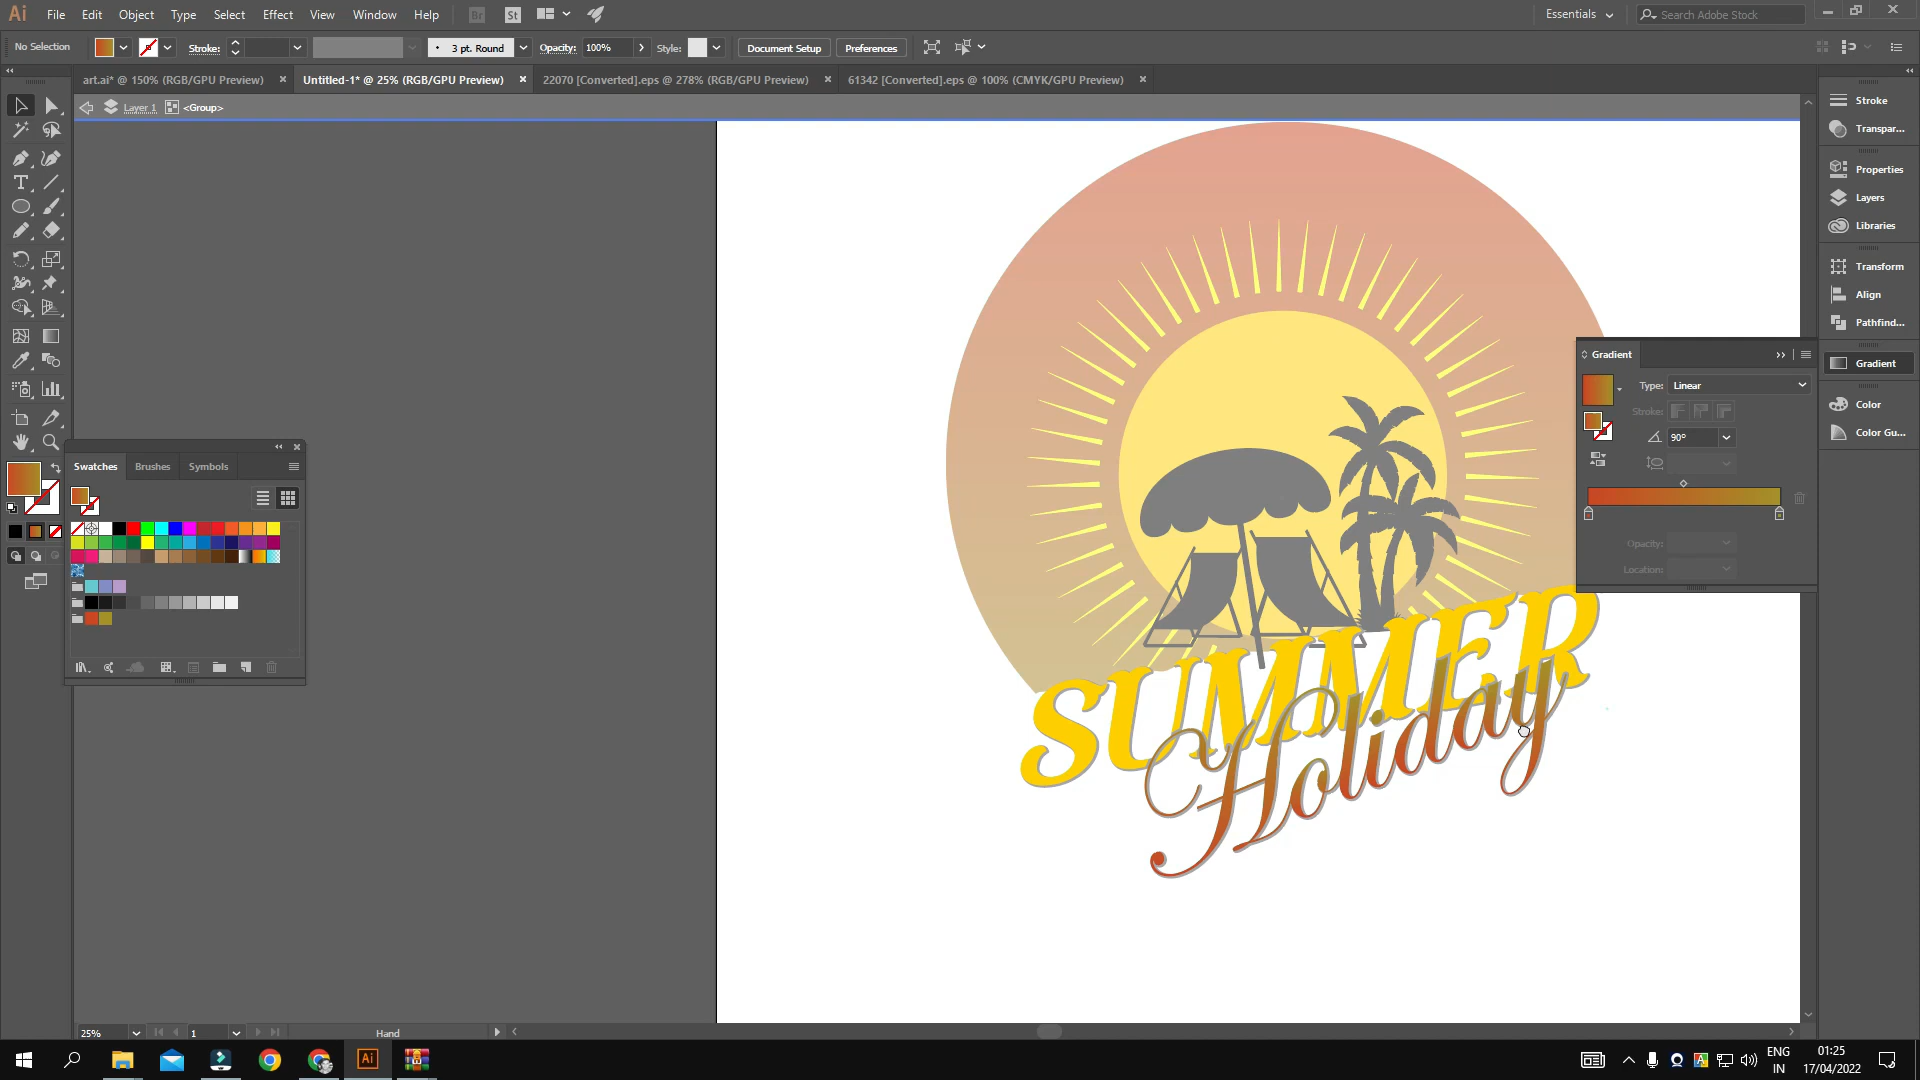 Ai File Edit Object Type Select Effect View Window Help Br St Essentials Search Adobe Stock
No Selection Stroke: 3 pt. Round Opacity: 100% Style: Document Setup Preferences
art.ai* @ 150% (RGB/GPU Preview) Untitled-1* @ 25% (RGB/GPU Preview) 22070 [Converted].eps @ 278% (RGB/GPU Preview) 61342 [Converted].eps @ 100% (CMYK/GPU Preview)
Layer 1 <Group>
Stroke
Transpar...
Properties
Layers
Libraries
Transform
Align
Pathfind...
Gradient
Color
Color Gu...
Gradient
Type: Linear
Stroke:
90°
Opacity:
Location:
Swatches Brushes Symbols
SUMMER
Holiday
25% 1 Hand
Ai
ENG
IN
01:25
17/04/2022